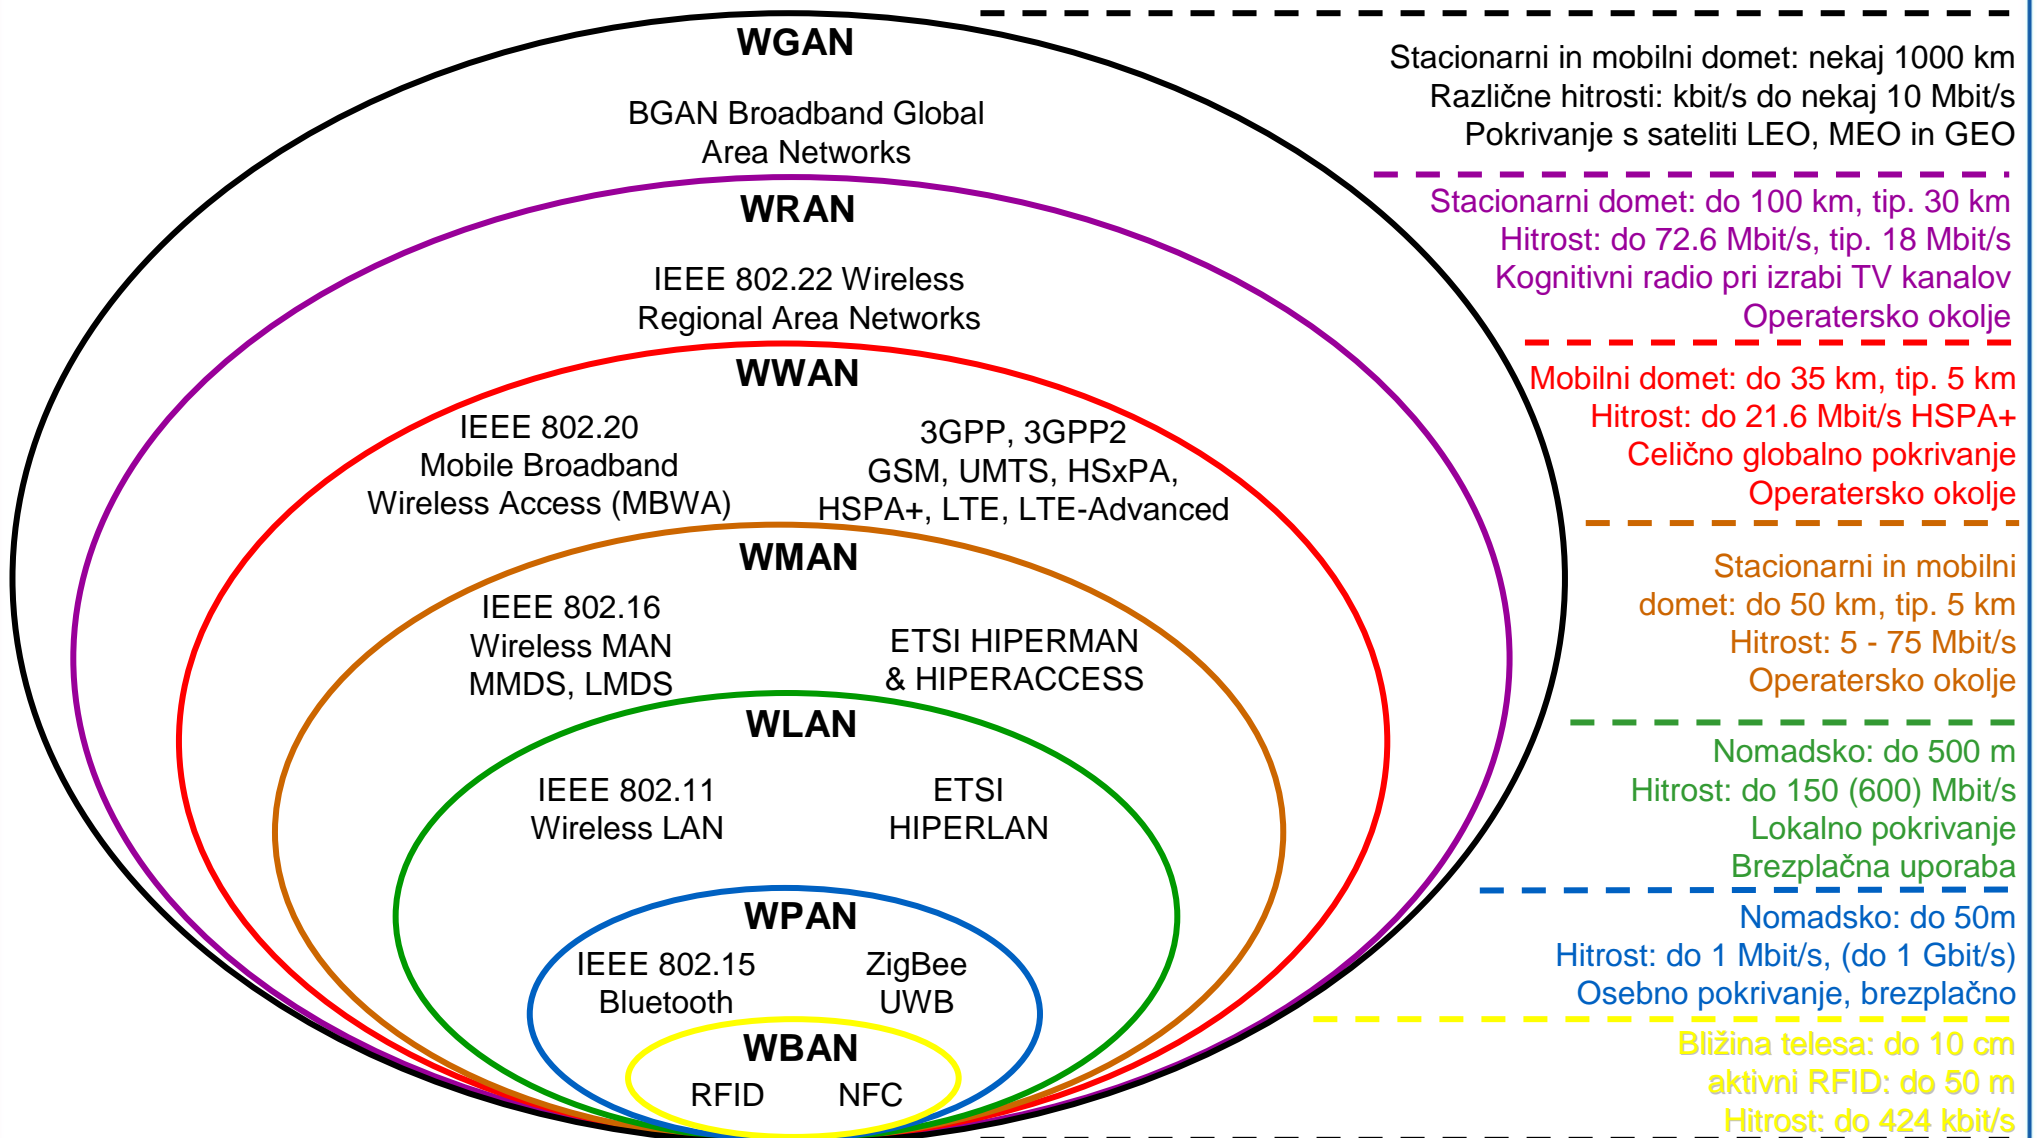 WGAN
BGAN Broadband Global
Area Networks
WRAN
IEEE 802.22 Wireless
Regional Area Networks
WWAN
IEEE 802.20
Mobile Broadband
Wireless Access (MBWA)
3GPP, 3GPP2
GSM, UMTS, HSxPA,
HSPA+, LTE, LTE-Advanced
WMAN
IEEE 802.16
Wireless MAN
MMDS, LMDS
ETSI HIPERMAN
& HIPERACCESS
WLAN
IEEE 802.11
Wireless LAN
ETSI
HIPERLAN
WPAN
IEEE 802.15
Bluetooth
ZigBee
UWB
WBAN
RFID
NFC
Stacionarni in mobilni domet: nekaj 1000 km
Različne hitrosti: kbit/s do nekaj 10 Mbit/s
Pokrivanje s sateliti LEO, MEO in GEO
Stacionarni domet: do 100 km, tip. 30 km
Hitrost: do 72.6 Mbit/s, tip. 18 Mbit/s
Kognitivni radio pri izrabi TV kanalov
Operatersko okolje
Mobilni domet: do 35 km, tip. 5 km
Hitrost: do 21.6 Mbit/s HSPA+
Celično globalno pokrivanje
Operatersko okolje
Stacionarni in mobilni
domet: do 50 km, tip. 5 km
Hitrost: 5 - 75 Mbit/s
Operatersko okolje
Nomadsko: do 500 m
Hitrost: do 150 (600) Mbit/s
Lokalno pokrivanje
Brezplačna uporaba
Nomadsko: do 50m
Hitrost: do 1 Mbit/s, (do 1 Gbit/s)
Osebno pokrivanje, brezplačno
Bližina telesa: do 10 cm
aktivni RFID: do 50 m
Hitrost: do 424 kbit/s